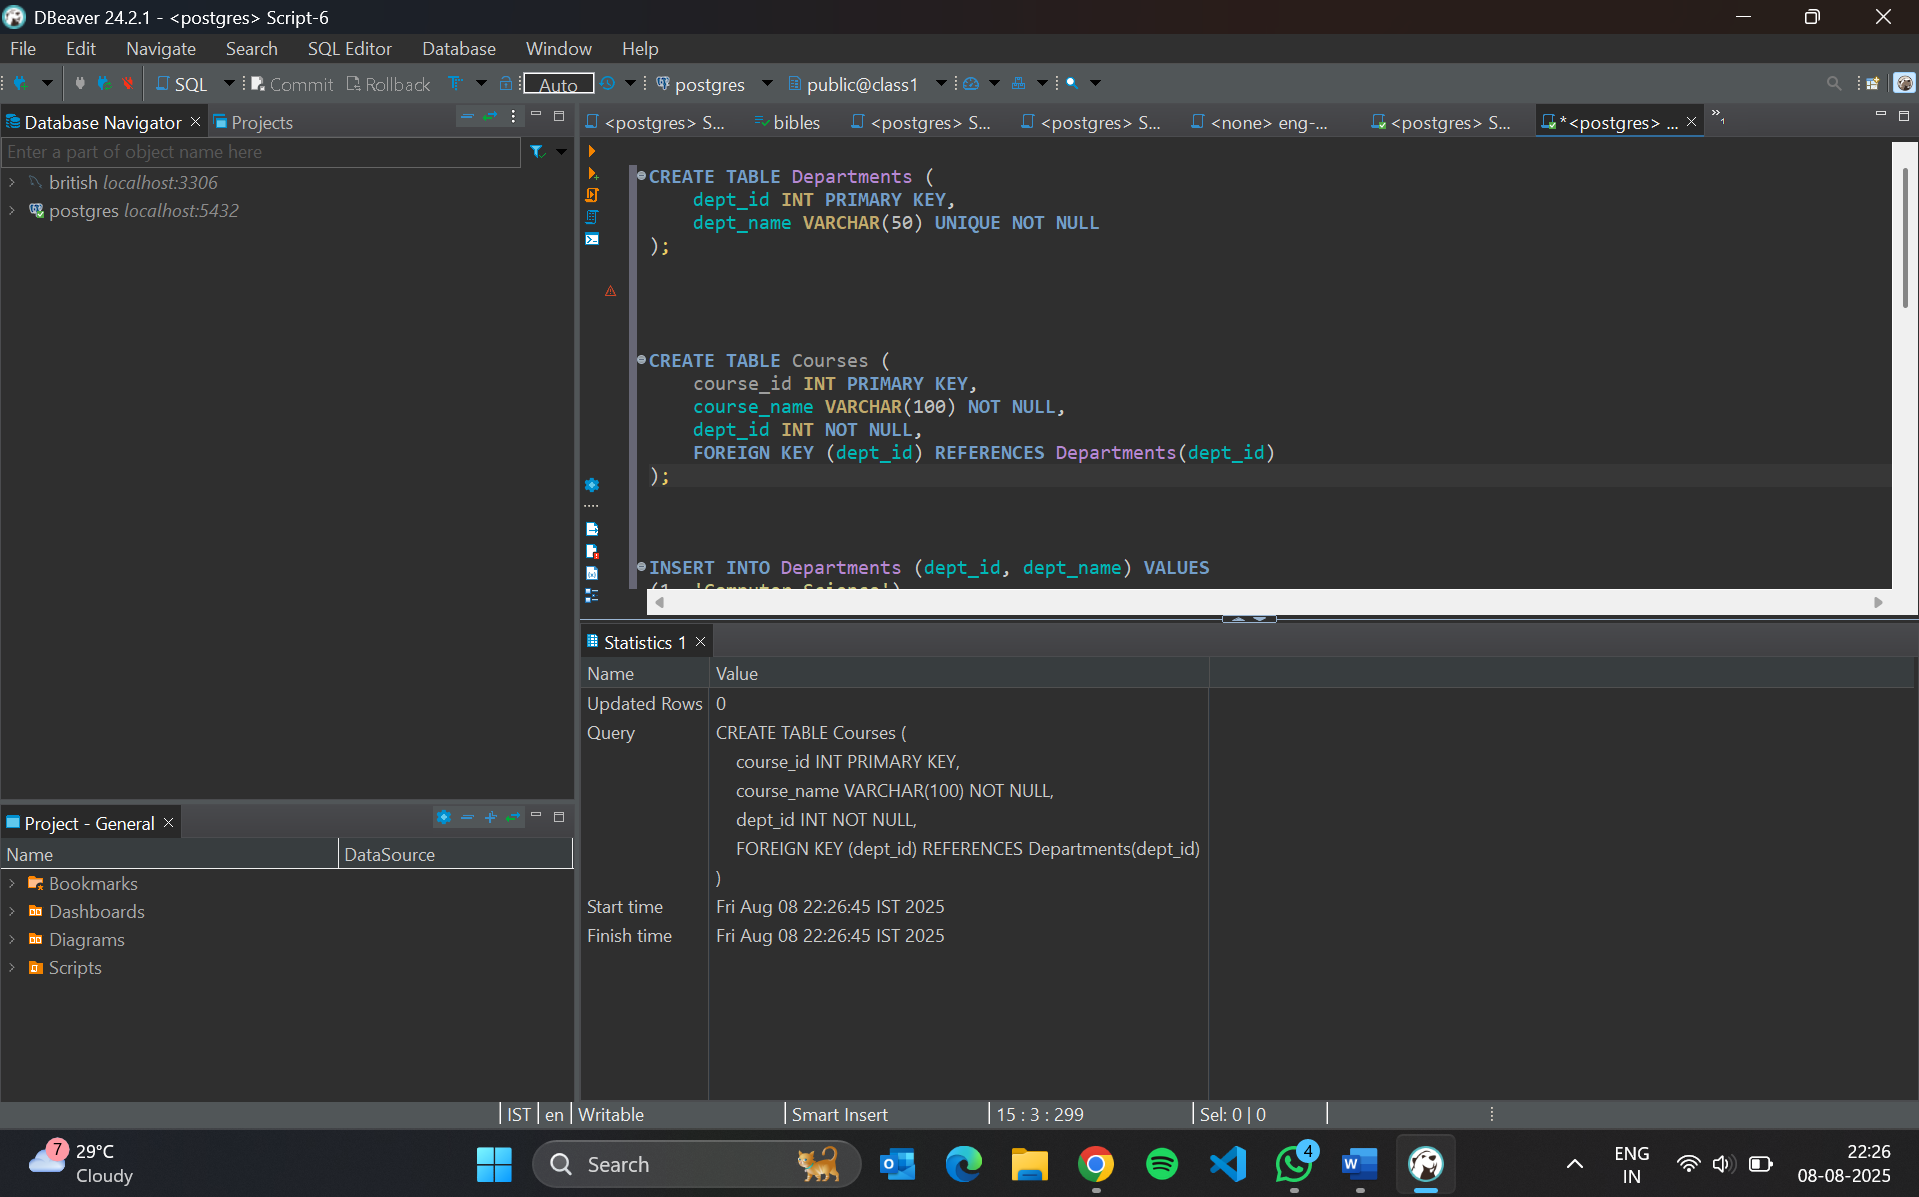 DBeaver 24.2.1 - <postgres> Script-6
File Edit Navigate Search SQL Editor Database Window Help
SQL Commit Rollback Auto postgres public@class1
Database Navigator Projects
<postgres> S... bibles <postgres> S... <postgres> S... <none> eng-... <postgres> S... *<postgres> ... »1
Enter a part of object name here
british localhost:3306
postgres localhost:5432
CREATE TABLE Departments (
dept_id INT PRIMARY KEY,
dept_name VARCHAR(50) UNIQUE NOT NULL
);
CREATE TABLE Courses (
course_id INT PRIMARY KEY,
course_name VARCHAR(100) NOT NULL,
dept_id INT NOT NULL,
FOREIGN KEY (dept_id) REFERENCES Departments(dept_id)
);
INSERT INTO Departments (dept_id, dept_name) VALUES
(1, 'Computer Science'),
Statistics 1
Name Value
Updated Rows 0
Query CREATE TABLE Courses (
course_id INT PRIMARY KEY,
course_name VARCHAR(100) NOT NULL,
dept_id INT NOT NULL,
FOREIGN KEY (dept_id) REFERENCES Departments(dept_id)
)
Start time Fri Aug 08 22:26:45 IST 2025
Finish time Fri Aug 08 22:26:45 IST 2025
Project - General
Name DataSource
Bookmarks
Dashboards
Diagrams
Scripts
IST en Writable Smart Insert 15 : 3 : 299 Sel: 0 | 0
7 29°C
Cloudy
Search
4
ENG
IN
22:26
08-08-2025